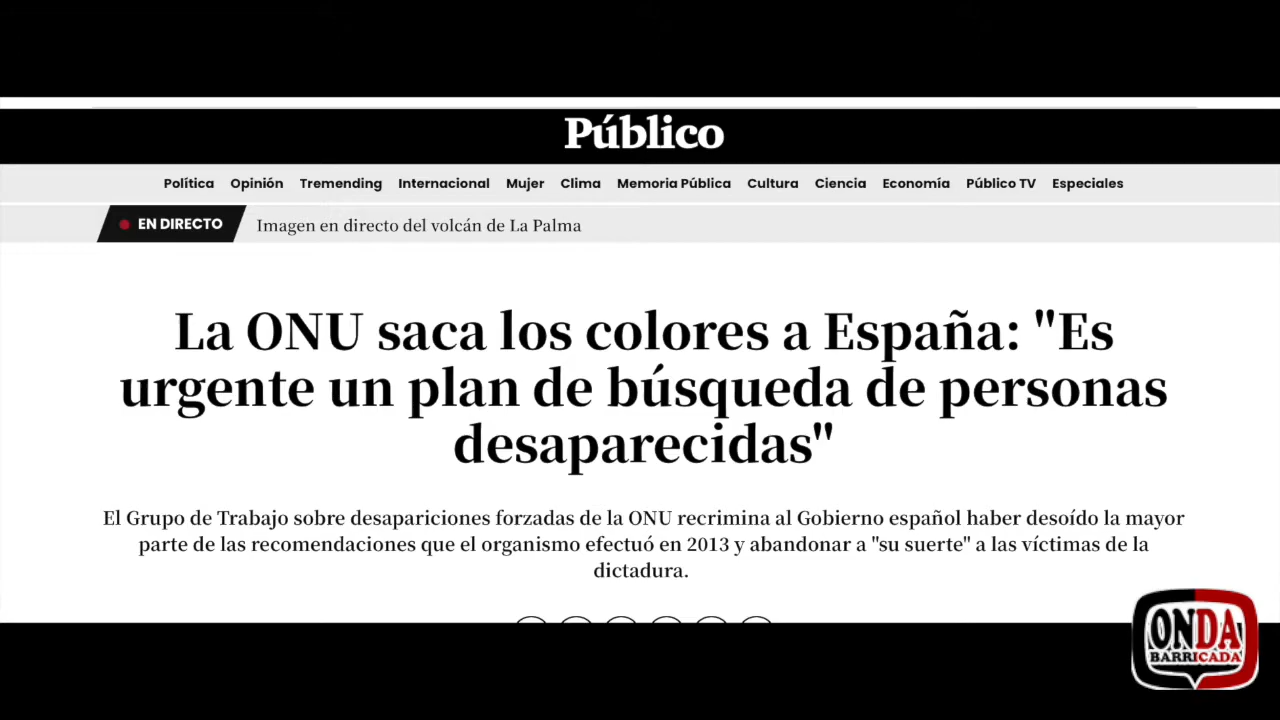 Público
Política Opinión Tremending Internacional Mujer Clima Memoria Pública Cultura Ciencia Economía Público TV Especiales
EN DIRECTO Imagen en directo del volcán de La Palma
La ONU saca los colores a España: "Es
urgente un plan de búsqueda de personas
desaparecidas"
El Grupo de Trabajo sobre desapariciones forzadas de la ONU recrimina al Gobierno español haber desoído la mayor
parte de las recomendaciones que el organismo efectuó en 2013 y abandonar a "su suerte" a las víctimas de la
dictadura.
ONDA
BARRICADA